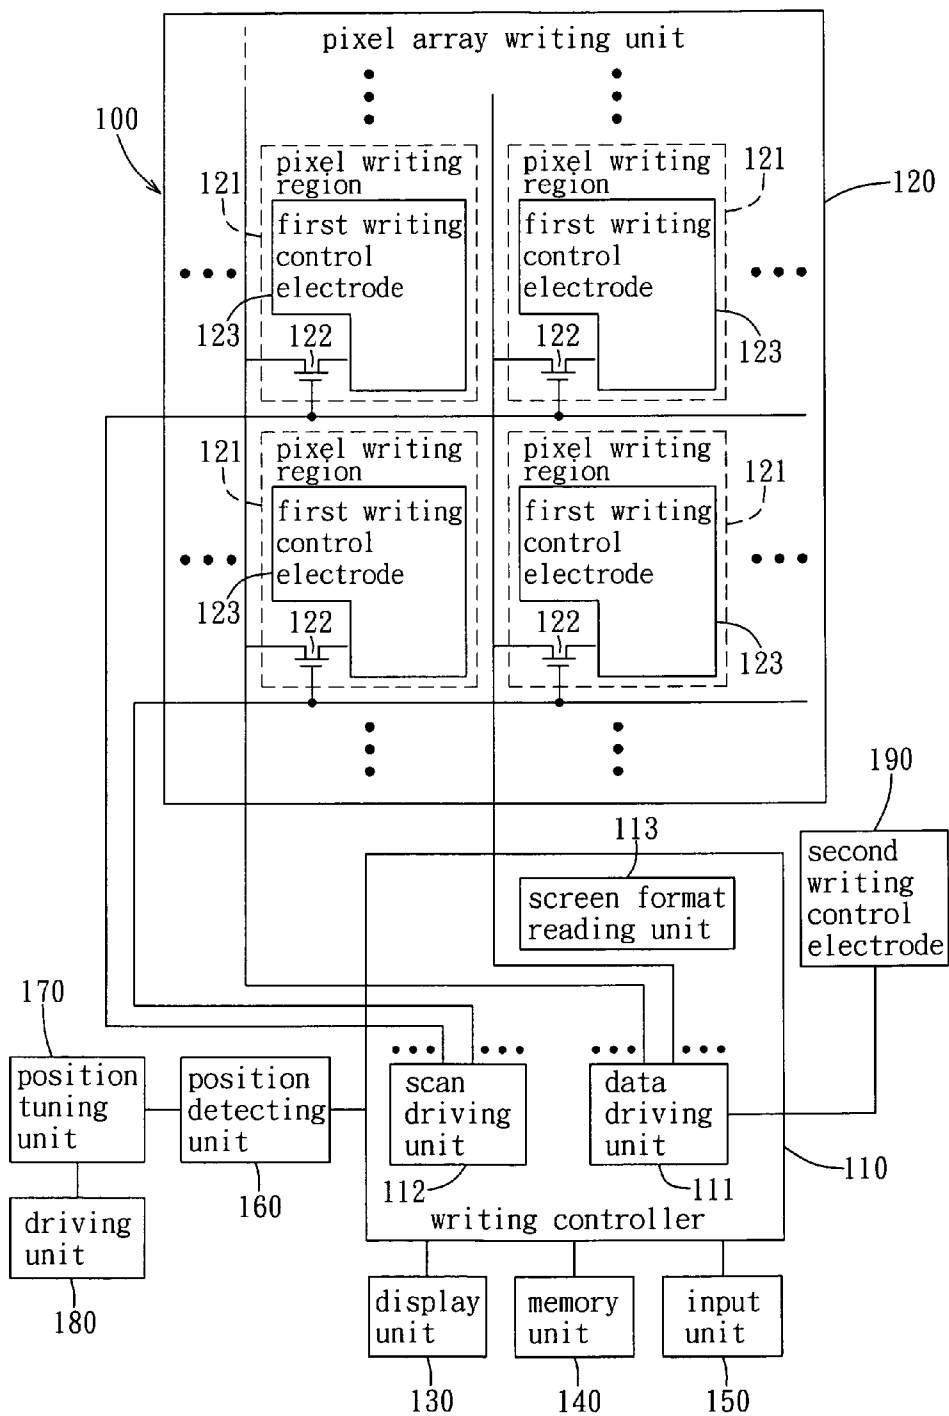 pixel array writing unit
100
121
pixel writing
region
first writing
control
electrode
123
122
pixel writing
region
first writing
control
electrode
121
120
122
123
121
pixel writing
region
first writing
control
electrode
123
122
pixel writing
region
first writing
control
electrode
121
122
123
190
113
screen format
reading unit
second
writing
control
electrode
170
position
tuning
unit
position
detecting
unit
160
scan
driving
unit
112
data
driving
unit
111
110
writing controller
driving
unit
180
display
unit
130
memory
unit
140
input
unit
150